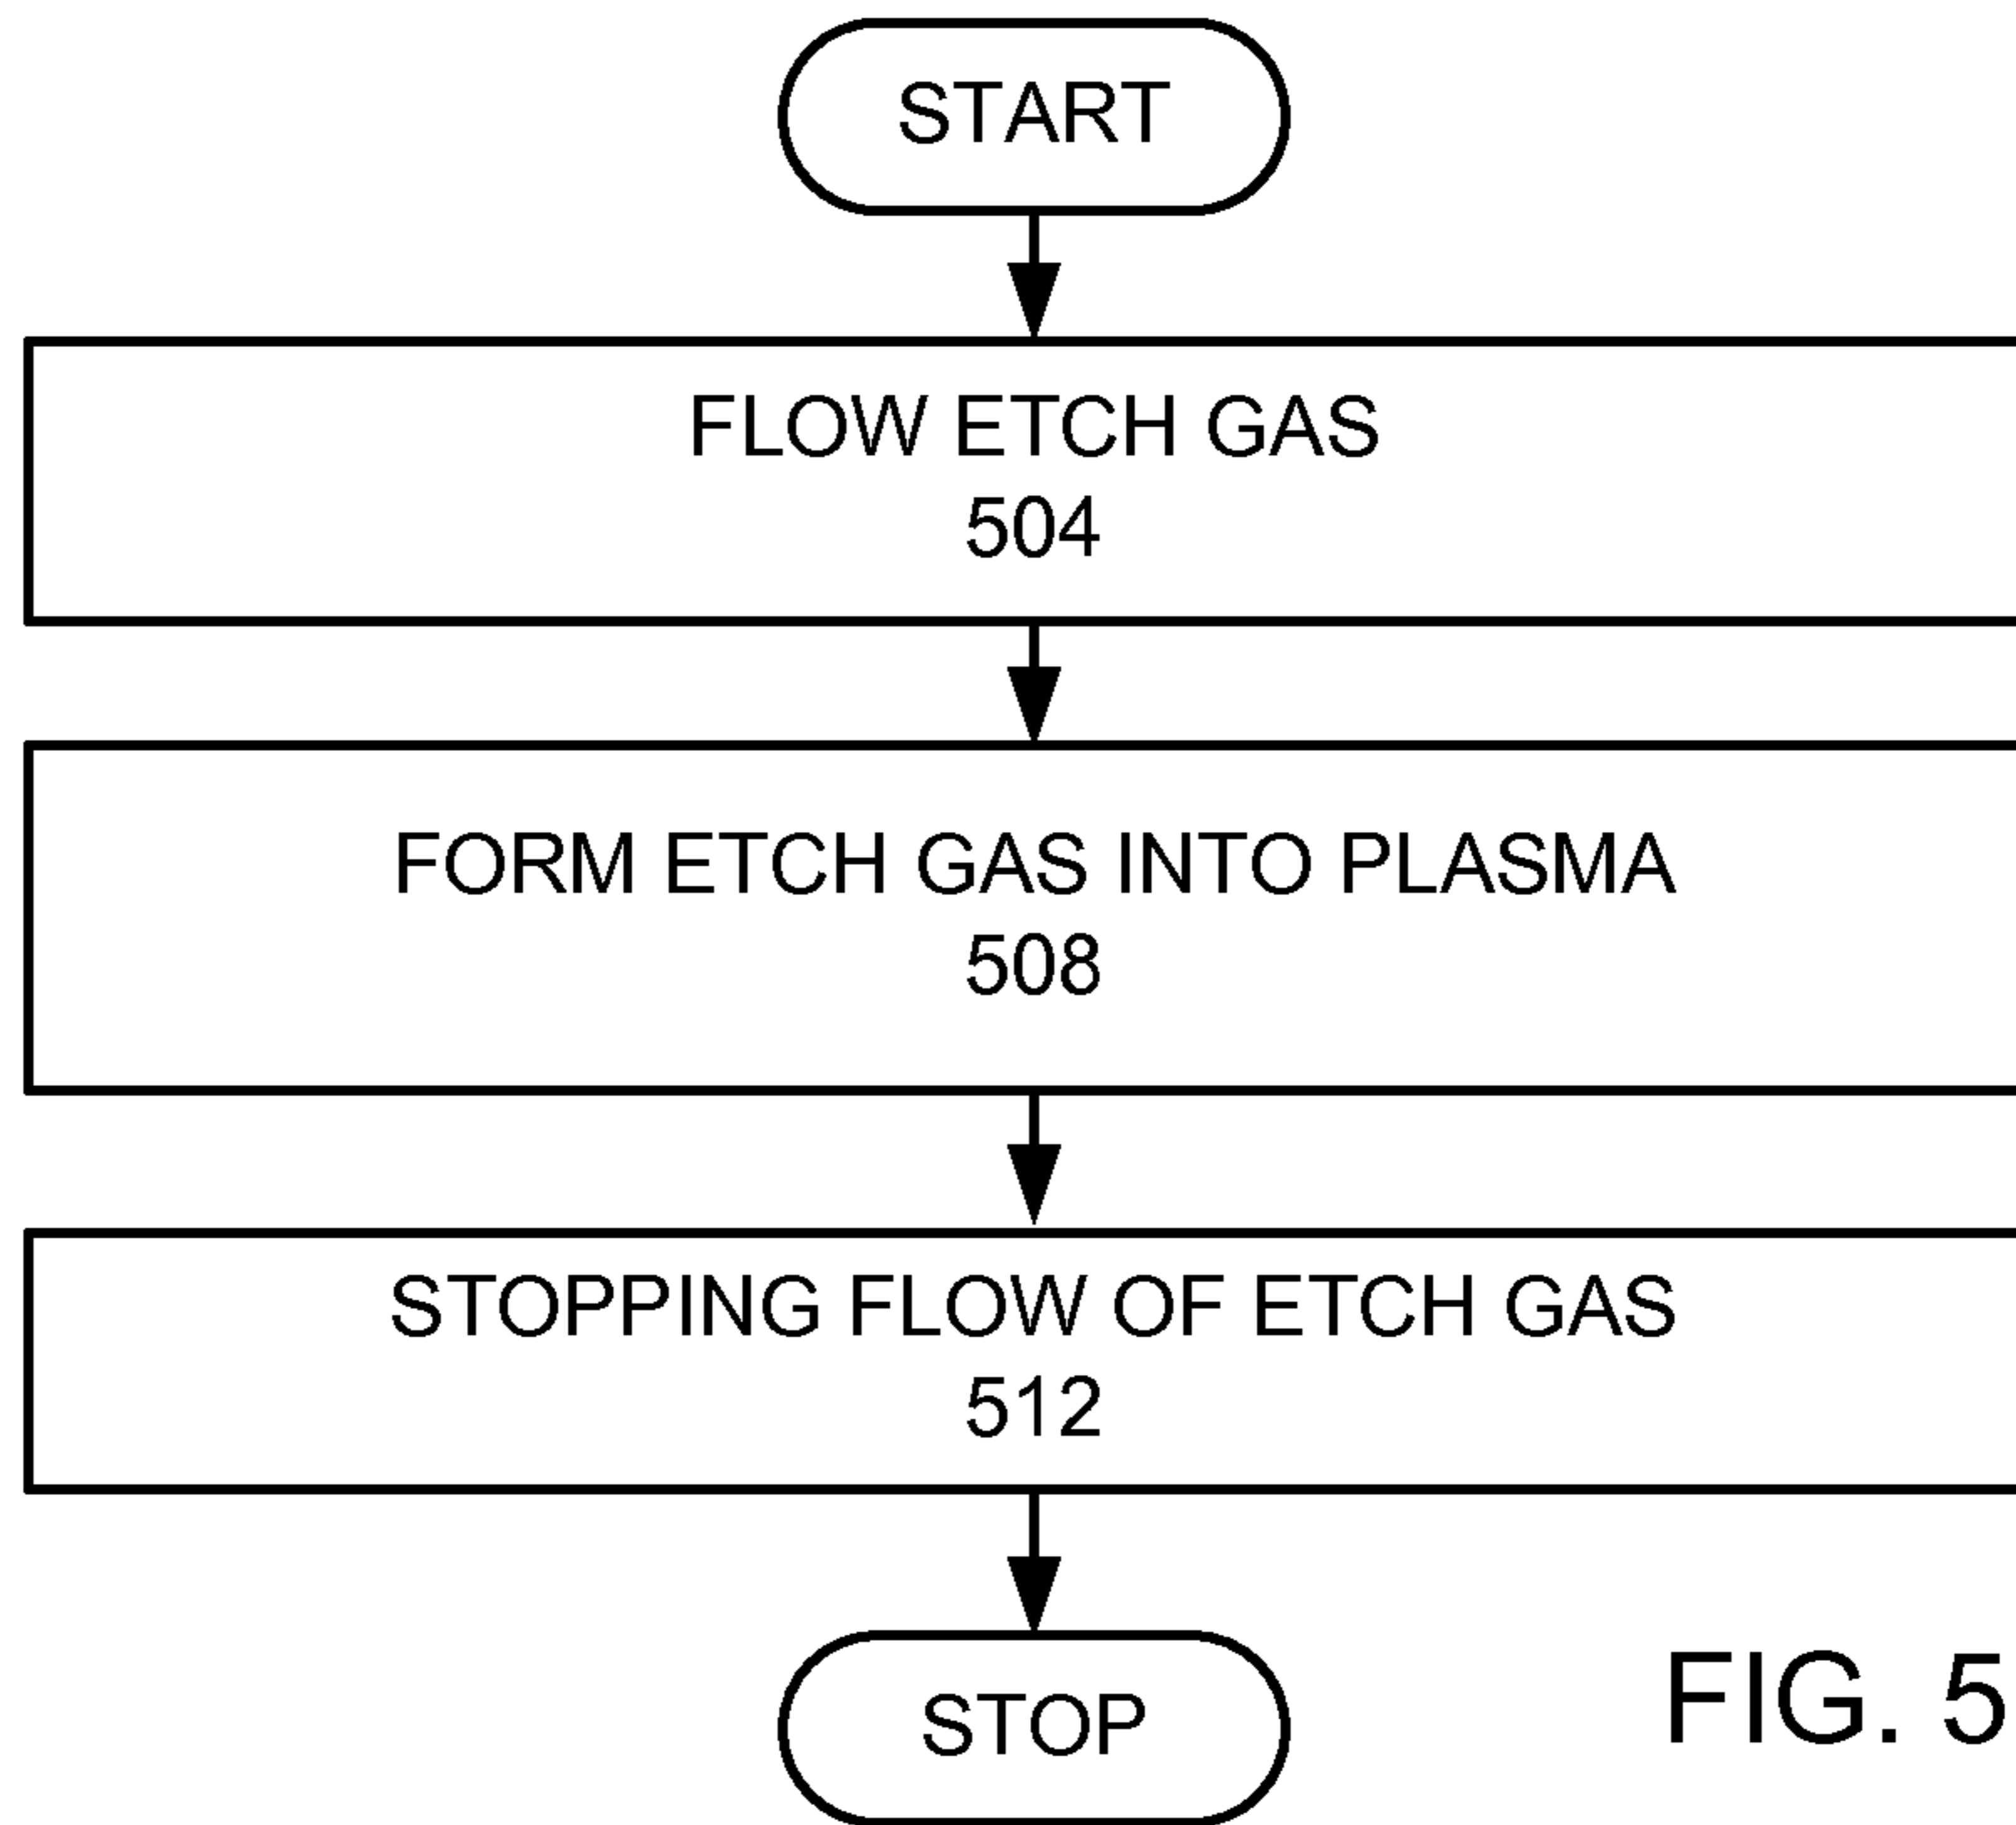 START
FLOW ETCH GAS
504
FORM ETCH GAS INTO PLASMA
508
STOPPING FLOW OF ETCH GAS
512
STOP
FIG. 5